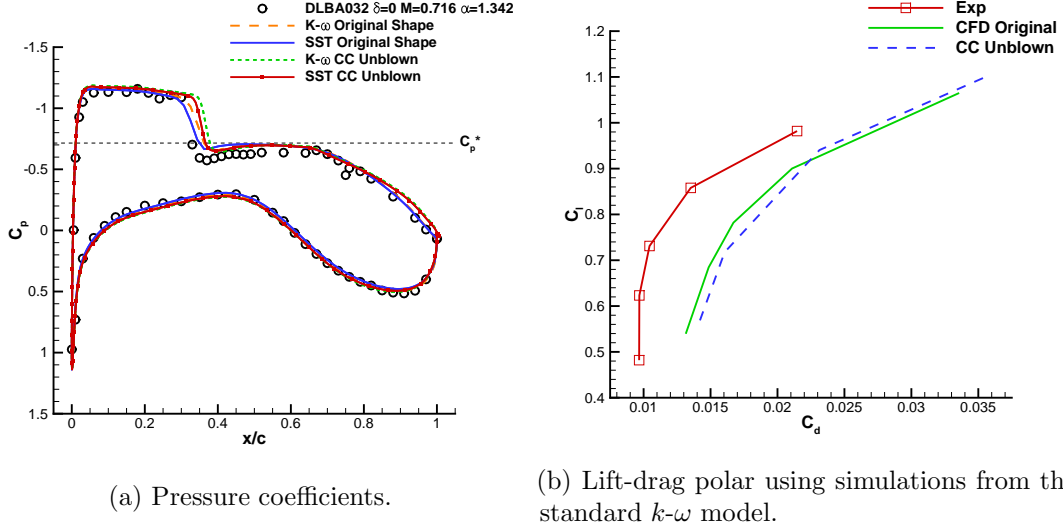 DLBA032 δ=0 M=0.716 α=1.342
K-ω Original Shape
SST Original Shape
K-ω CC Unblown
SST CC Unblown
-1.5
-1
-0.5
0
0.5
1
1.5
C_p
C_p^*
0 0.2 0.4 0.6 0.8 1
x/c
(a) Pressure coefficients.
Exp
CFD Original
CC Unblown
1.2
1.1
1
0.9
0.8
0.7
0.6
0.5
0.4
C_l
0.01 0.015 0.02 0.025 0.03 0.035
C_d
(b) Lift-drag polar using simulations from th
standard k-ω model.